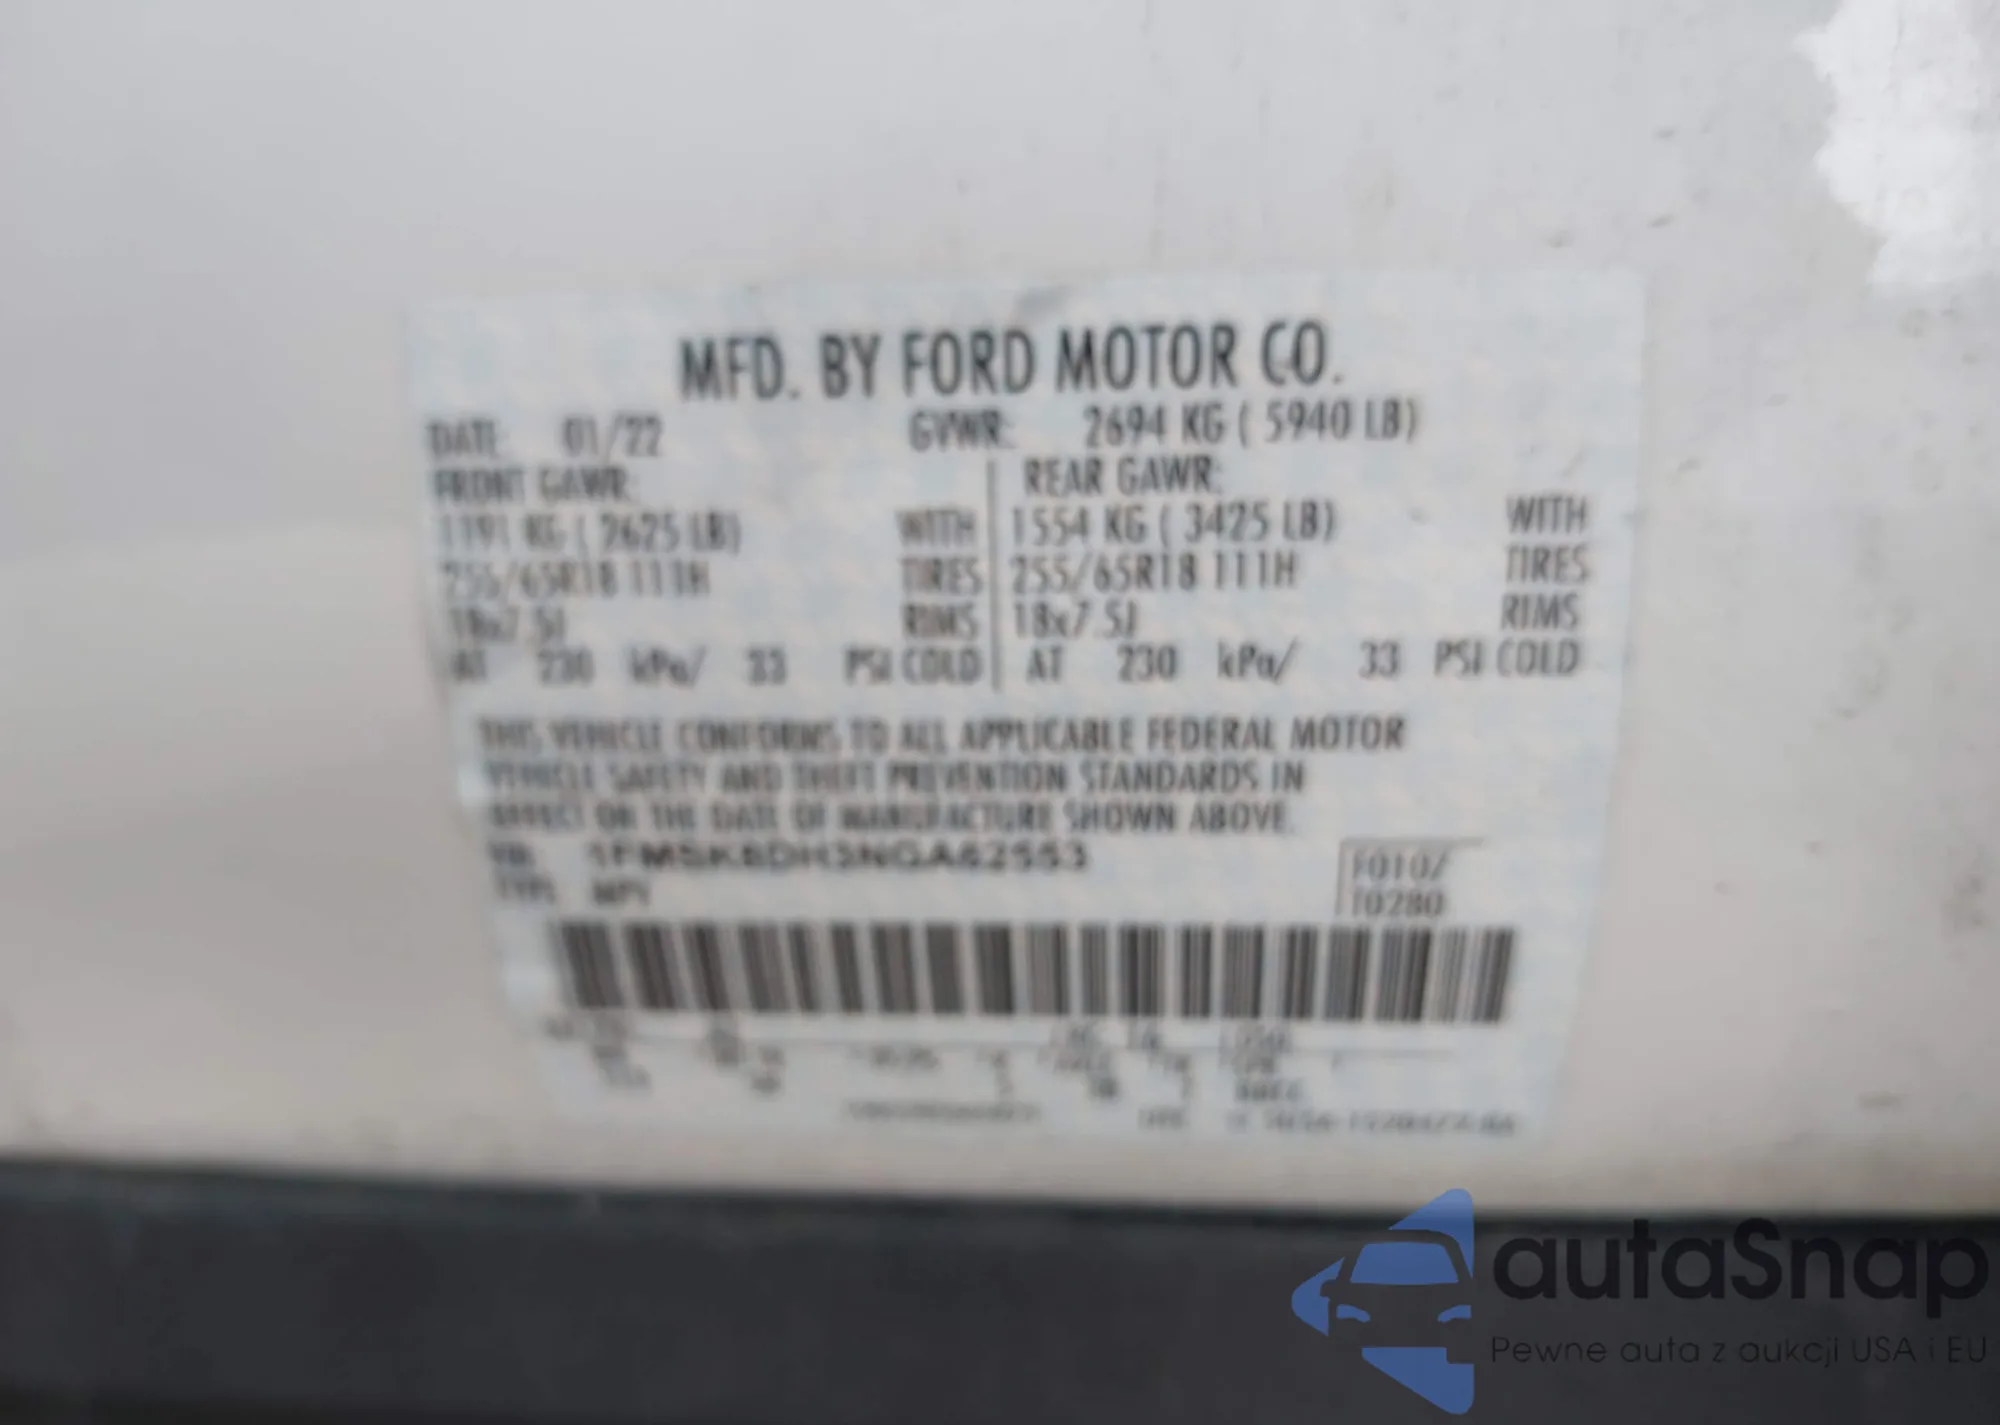 MFD. BY FORD MOTOR CO.
DATE: 01/22 GVWR: 2694 KG ( 5940 LB)
FRONT GAWR: REAR GAWR:
1191 KG ( 2625 LB) WITH 1554 KG ( 3425 LB) WITH
255/65R18 111H TIRES 255/65R18 111H TIRES
18x7.5J RIMS 18x7.5J RIMS
AT 230 kPa/ 33 PSI COLD AT 230 kPa/ 33 PSI COLD
THIS VEHICLE CONFORMS TO ALL APPLICABLE FEDERAL MOTOR
VEHICLE SAFETY AND THEFT PREVENTION STANDARDS IN
EFFECT ON THE DATE OF MANUFACTURE SHOWN ABOVE.
VIN: F0107
TYPE: MPV T0280
autaSnap
Pewne auta z aukcji USA i EU